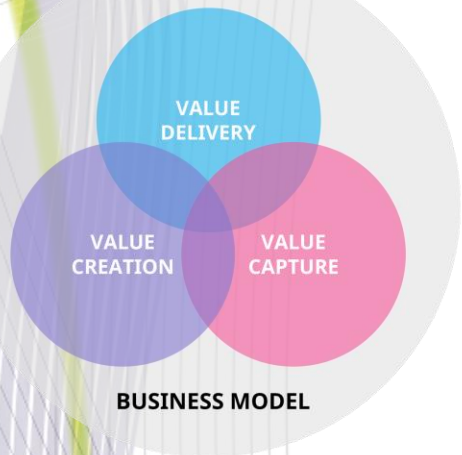 VALUE
DELIVERY
VALUE
CREATION
VALUE
CAPTURE
BUSINESS MODEL